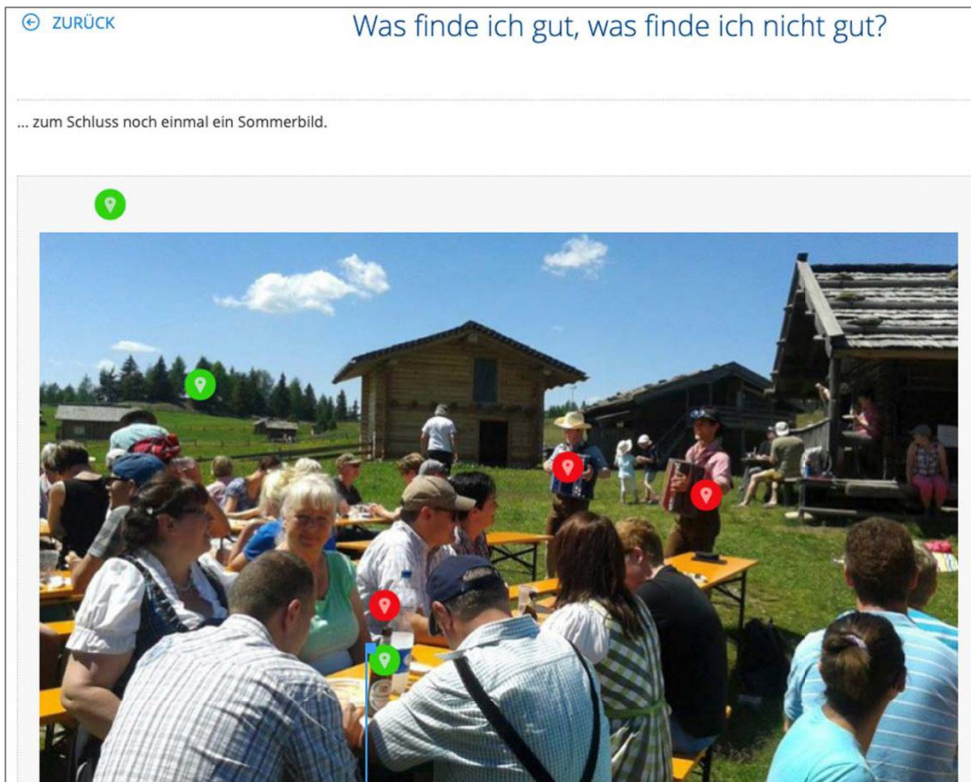 ZURÜCK
Was finde ich gut, was finde ich nicht gut?
... zum Schluss noch einmal ein Sommerbild.